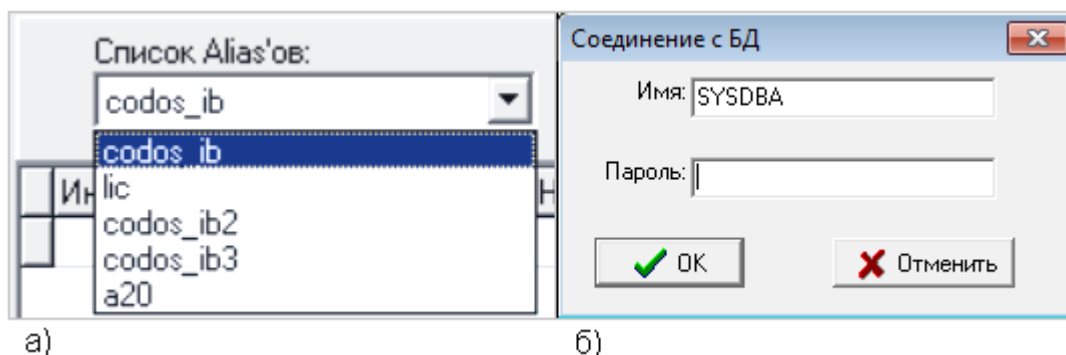 Список Alias'ов:
codos_ib
codos_ib
lic
codos_ib2
codos_ib3
a20
а)
Соединение с БД
Имя: SYSDBA
Пароль:
OK
Отменить
б)